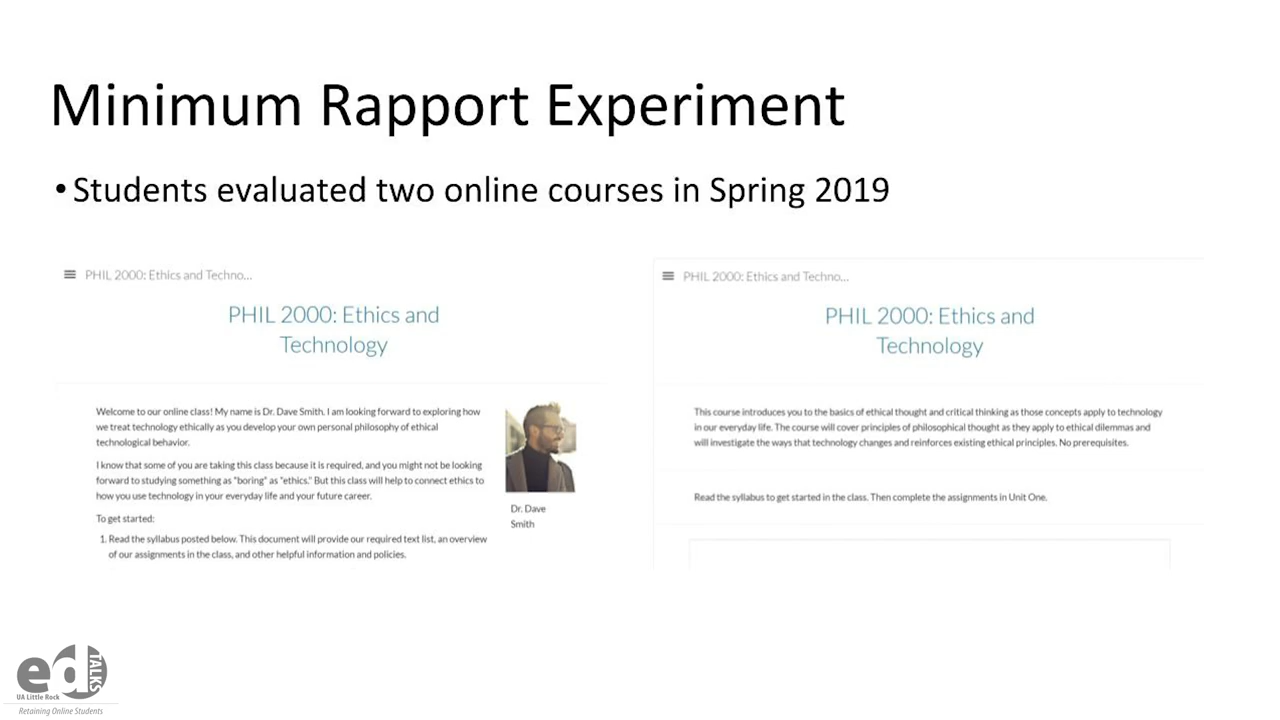 Minimum Rapport Experiment
• Students evaluated two online courses in Spring 2019
PHIL 2000: Ethics and Techno...
PHIL 2000: Ethics and
Technology
Welcome to our online class! My name is Dr. Dave Smith. I am looking forward to exploring how
we treat technology ethically as you develop your own personal philosophy of ethical
technological behavior.
I know that some of you are taking this class because it is required, and you might not be looking
forward to studying something as "boring" as "ethics." But this class will help to connect ethics to
how you use technology in your everyday life and your future career.
To get started:
1. Read the syllabus posted below. This document will provide our required text list, an overview
of our assignments in the class, and other helpful information and policies.
Dr. Dave
Smith
PHIL 2000: Ethics and Techno...
PHIL 2000: Ethics and
Technology
This course introduces you to the basics of ethical thought and critical thinking as those concepts apply to technology
in our everyday life. The course will cover principles of philosophical thought as they apply to ethical dilemmas and
will investigate the ways that technology changes and reinforces existing ethical principles. No prerequisites.
Read the syllabus to get started in the class. Then complete the assignments in Unit One.
ed TALKS
UA Little Rock
Retaining Online Students